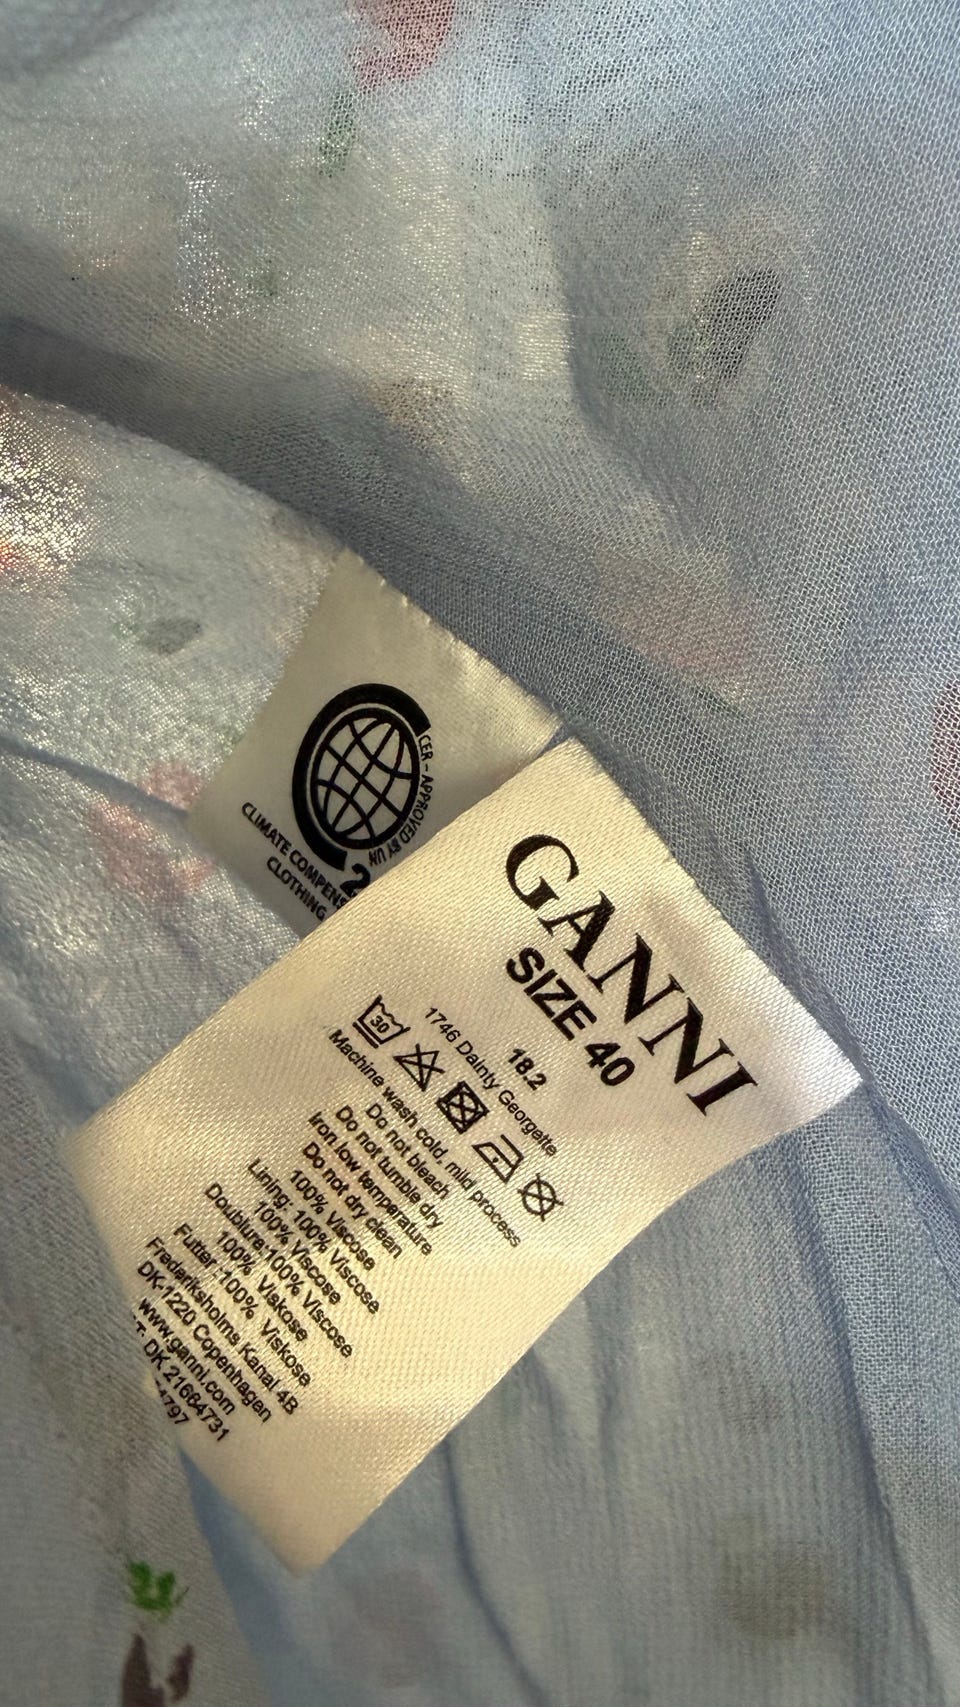 CER – APPROVED BY UN
CLIMATE COMPENS
CLOTHING
2
GANNI
SIZE 40
18.2
1746 Dainty Georgette
30
Machine wash cold, mild process
Do not bleach
Do not tumble dry
Iron low temperature
Do not dry clean
100% Viscose
Lining: 100% Viscose
100% Viscose
Doublure:100% Viscose
100% Viskose
Futter :100% Viskose
Frederiksholms Kanal 4B
DK-1220 Copenhagen
www.ganni.com
DK 21664731
4797